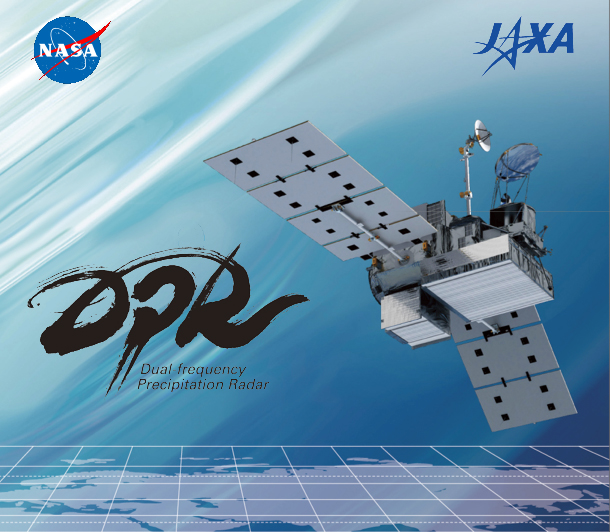 NASA
JAXA
DPR
Dual-frequency
Precipitation Radar